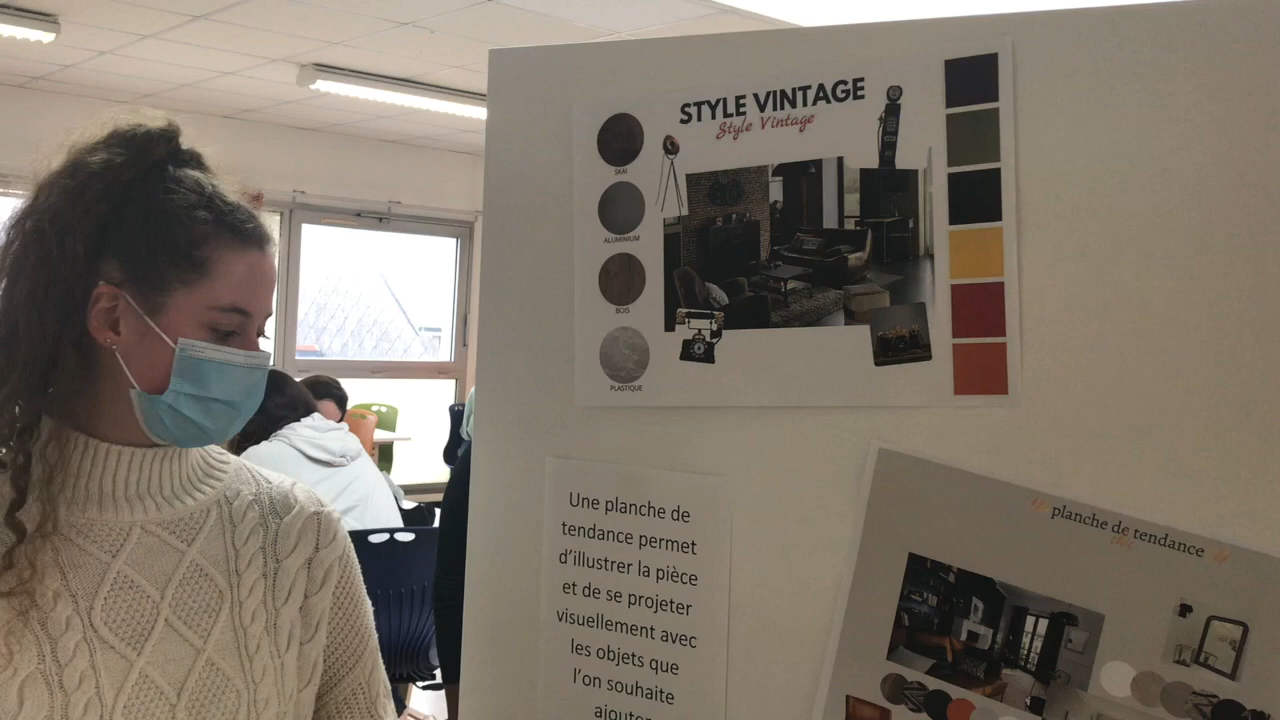 STYLE VINTAGE
Style Vintage
SKAI
ALUMINIUM
BOIS
PLASTIQUE
Une planche de
tendance permet
d'illustrer la pièce
et de se projeter
visuellement avec
les objets que
l'on souhaite
ajouter
planche de tendance